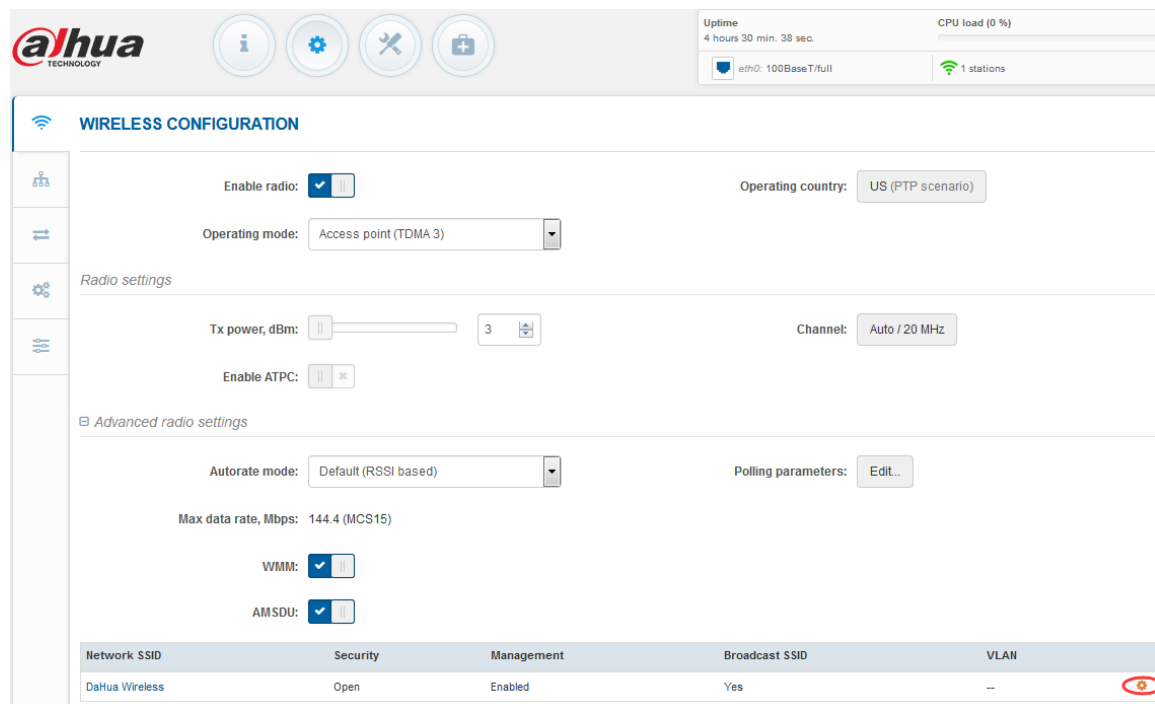 alhua
TECHNOLOGY
Uptime
4 hours 30 min. 38 sec.
CPU load (0 %)
eth0: 100BaseT/full
1 stations
WIRELESS CONFIGURATION
Enable radio:
Operating country: US (PTP scenario)
Operating mode: Access point (TDMA 3)
Radio settings
Tx power, dBm: 3
Channel: Auto / 20 MHz
Enable ATPC:
Advanced radio settings
Autorate mode: Default (RSSI based)
Polling parameters: Edit...
Max data rate, Mbps: 144.4 (MCS15)
WMM:
AMSDU:
Network SSID Security Management Broadcast SSID VLAN
DaHua Wireless Open Enabled Yes --